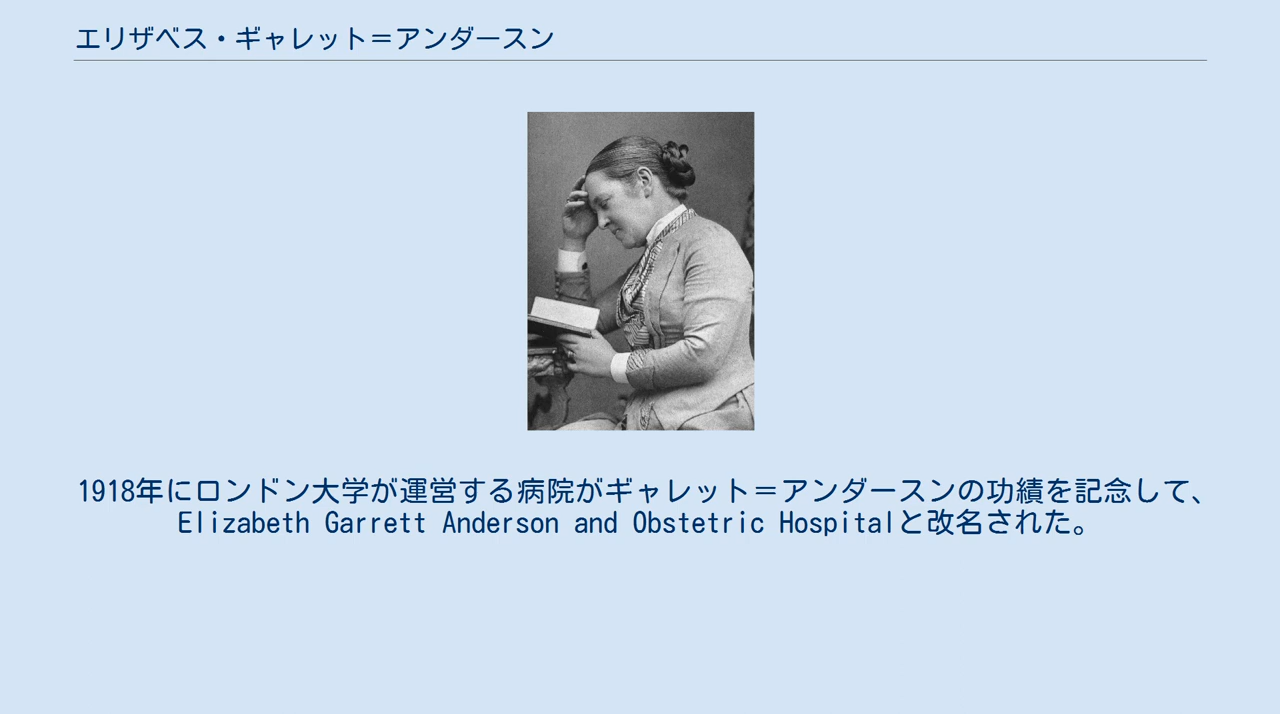 エリザベス・ギャレット＝アンダースン
1918年にロンドン大学が運営する病院がギャレット＝アンダースンの功績を記念して、
Elizabeth Garrett Anderson and Obstetric Hospitalと改名された。